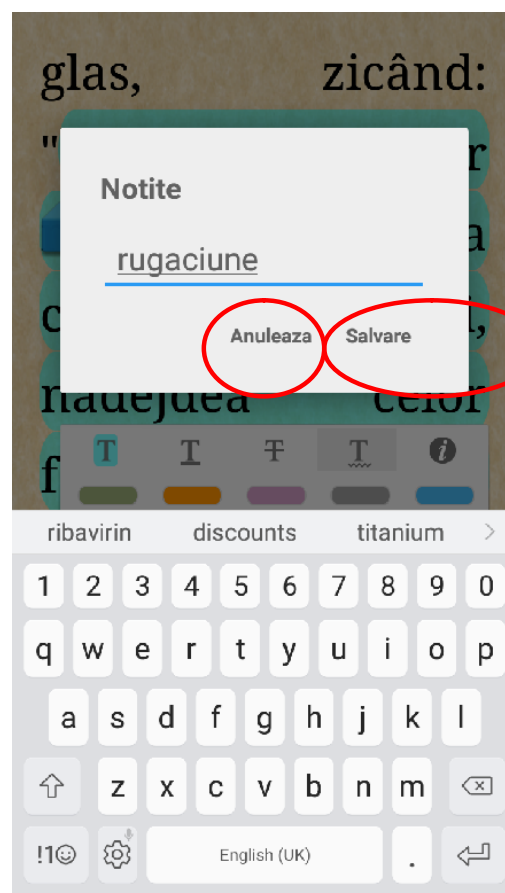 glas, zicând:
"
r
Notite
a
rugaciune
c
,
Anuleaza Salvare
nădejdea celor
T T T T i
f
ribavirin discounts titanium >
1 2 3 4 5 6 7 8 9 0
q w e r t y u i o p
a s d f g h j k l
z x c v b n m
!1☺ English (UK) .